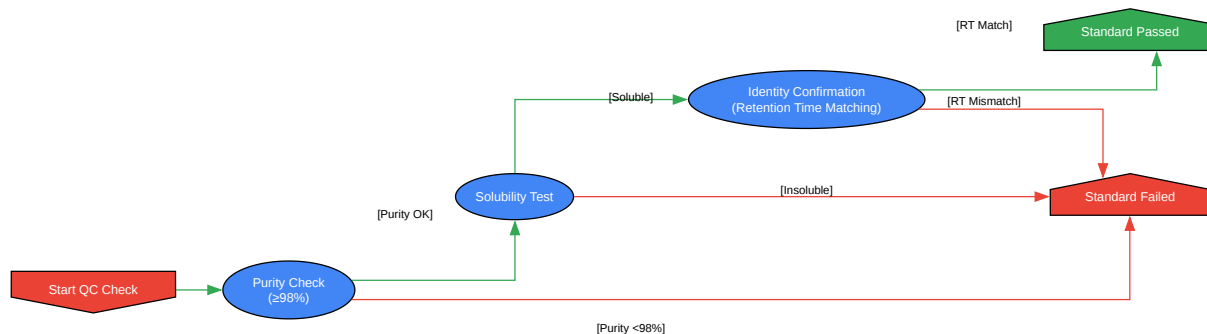 [RT Match]
Standard Passed
Identity Confirmation
(Retention Time Matching)
[Soluble]
[RT Mismatch]
Solubility Test
[Insoluble]
Standard Failed
[Purity OK]
Start QC Check
Purity Check
(≥98%)
[Purity <98%]